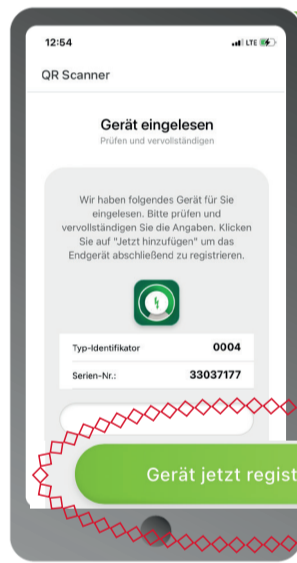 12:54 LTE
QR Scanner
Gerät eingelesen
Prüfen und vervollständigen
Wir haben folgendes Gerät für Sie
eingelesen. Bitte prüfen und
vervollständigen Sie die Angaben. Klicken
Sie auf "Jetzt hinzufügen" um das
Endgerät abschließend zu registrieren.
Typ-Identifikator 0004
Serien-Nr.: 33037177
Gerät jetzt regist